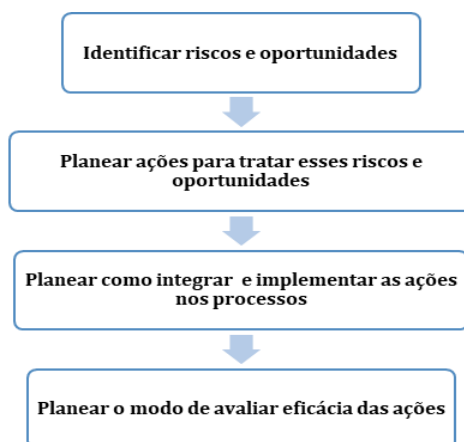 Identificar riscos e oportunidades
Planear ações para tratar esses riscos e
oportunidades
Planear como integrar e implementar as ações
nos processos
Planear o modo de avaliar eficácia das ações